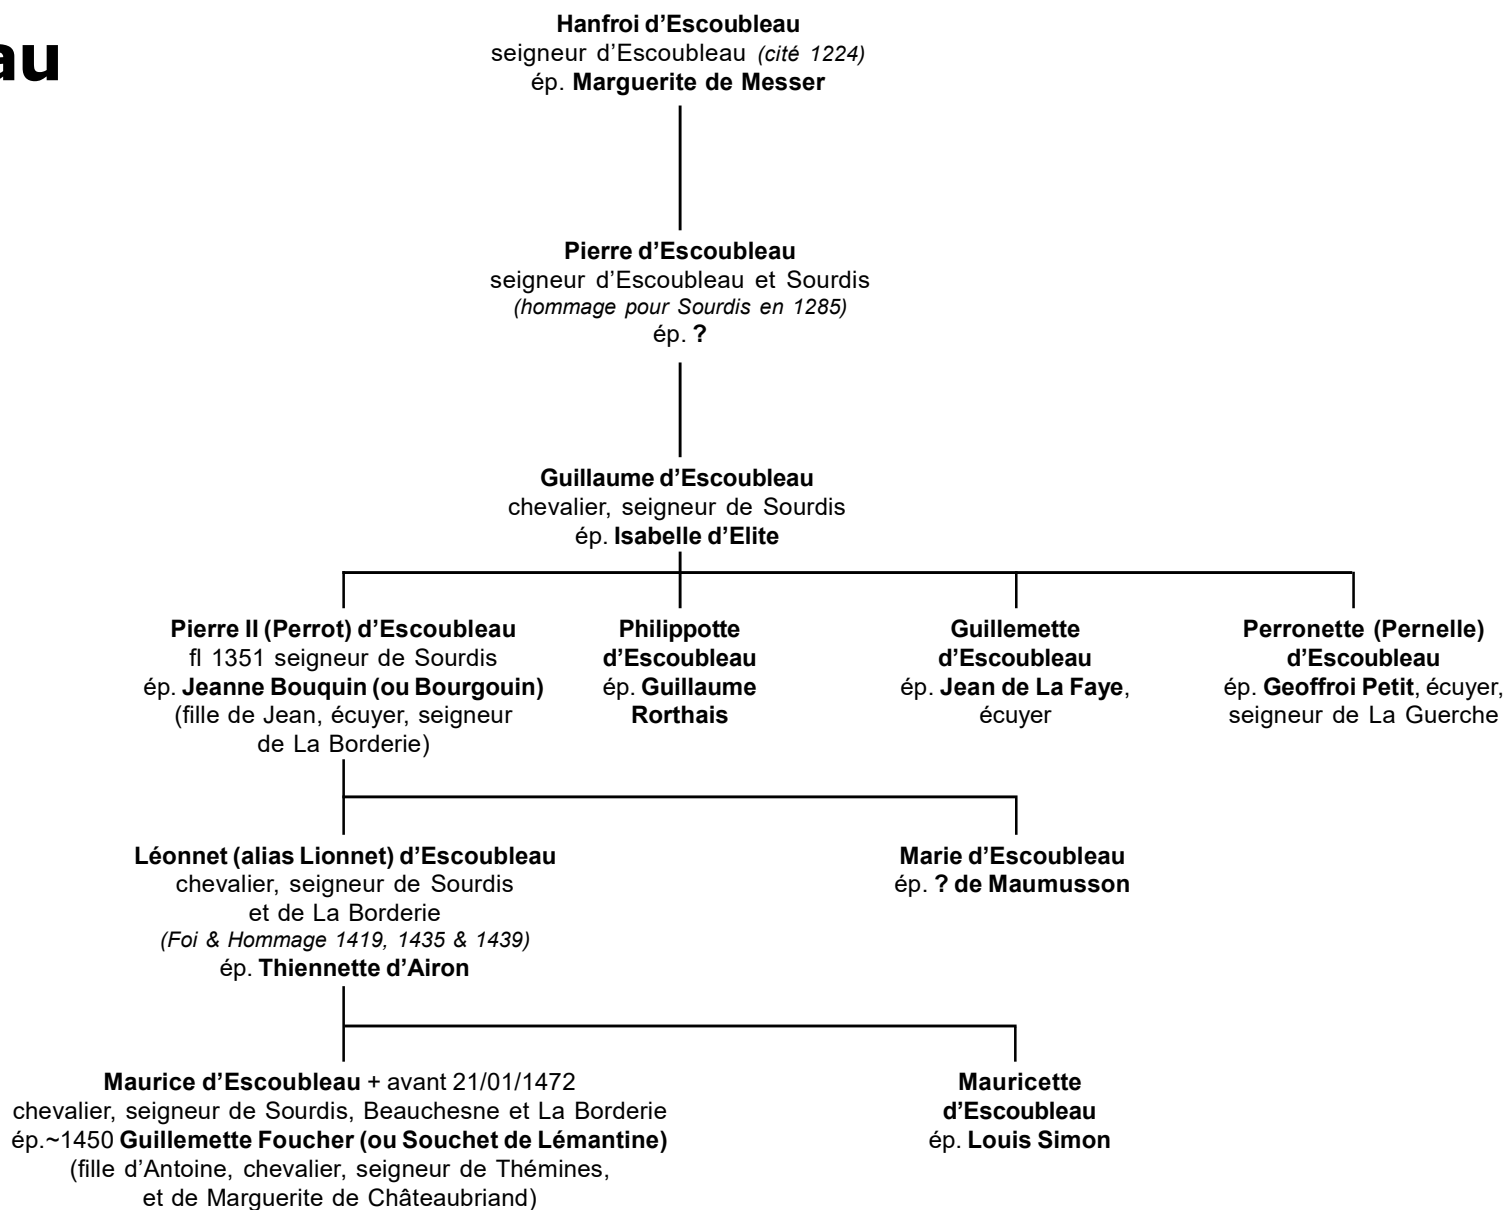 au
Hanfroi d’Escoubleau
seigneur d’Escoubleau (cité 1224)
ép. Marguerite de Messer
Pierre d’Escoubleau
seigneur d’Escoubleau et Sourdis
(hommage pour Sourdis en 1285)
ép. ?
Guillaume d’Escoubleau
chevalier, seigneur de Sourdis
ép. Isabelle d’Elite
Pierre II (Perrot) d’Escoubleau
fl 1351 seigneur de Sourdis
ép. Jeanne Bouquin (ou Bourgouin)
(fille de Jean, écuyer, seigneur
de La Borderie)
Philippotte
d’Escoubleau
ép. Guillaume
Rorthais
Guillemette
d’Escoubleau
ép. Jean de La Faye,
écuyer
Perronette (Pernelle)
d’Escoubleau
ép. Geoffroi Petit, écuyer,
seigneur de La Guerche
Léonnet (alias Lionnet) d’Escoubleau
chevalier, seigneur de Sourdis
et de La Borderie
(Foi & Hommage 1419, 1435 & 1439)
ép. Thiennette d’Airon
Marie d’Escoubleau
ép. ? de Maumusson
Maurice d’Escoubleau + avant 21/01/1472
chevalier, seigneur de Sourdis, Beauchesne et La Borderie
ép.~1450 Guillemette Foucher (ou Souchet de Lémantine)
(fille d’Antoine, chevalier, seigneur de Thémines,
et de Marguerite de Châteaubriand)
Mauricette
d’Escoubleau
ép. Louis Simon